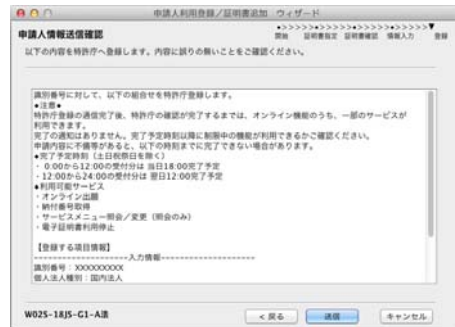 申請人利用登録／証明書追加　ウィザード
申請人情報送信確認
>>>>>●>>>>>●>>>>>●>>>>>▼
開始　証明書指定　証明書確認　情報入力　登録
以下の内容を特許庁へ登録します。内容に誤りの無いことをご確認ください。
識別番号に対して、以下の組合せを特許庁登録します。
◆注意◆
特許庁登録の通信完了後、特許庁の確認が完了するまでは、オンライン機能のうち、一部のサービスが
利用できます。
完了の通知はありません。完了予定時刻以降に制限中の機能が利用できるかご確認ください。
申請内容に不備等があると、以下の時刻までに完了できない場合があります。
◆完了予定時刻（土日祝祭日を除く）
・ 0:00から12:00の受付分は 当日18:00完了予定
・12:00から24:00の受付分は 翌日12:00完了予定
◆利用可能サービス
・オンライン出願
・納付番号取得
・サービスメニュー照会／変更（照会のみ）
・電子証明書利用停止
【登録する項目情報】
--------------------入力情報--------------------
識別番号：XXXXXXXXX
個人法人種別：国内法人
W02S-18JS-G1-A法
< 戻る
送信
キャンセル